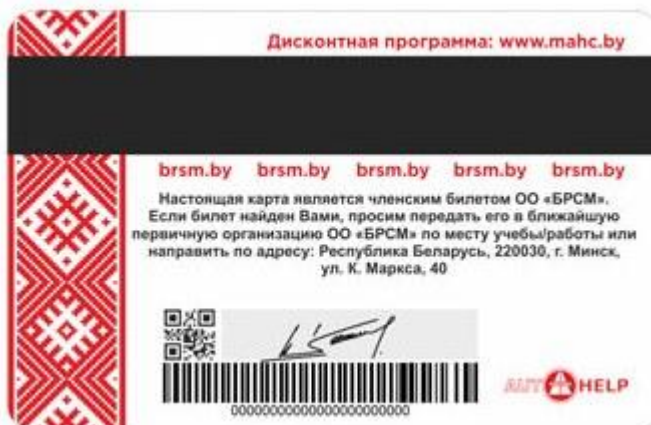 Дисконтная программа: www.mahc.by
brsm.by brsm.by brsm.by brsm.by brsm.by
Настоящая карта является членским билетом ОО «БРСМ».
Если билет найден Вами, просим передать его в ближайшую
первичную организацию ОО «БРСМ» по месту учебы/работы или
направить по адресу: Республика Беларусь, 220030, г. Минск,
ул. К. Маркса, 40
HELP